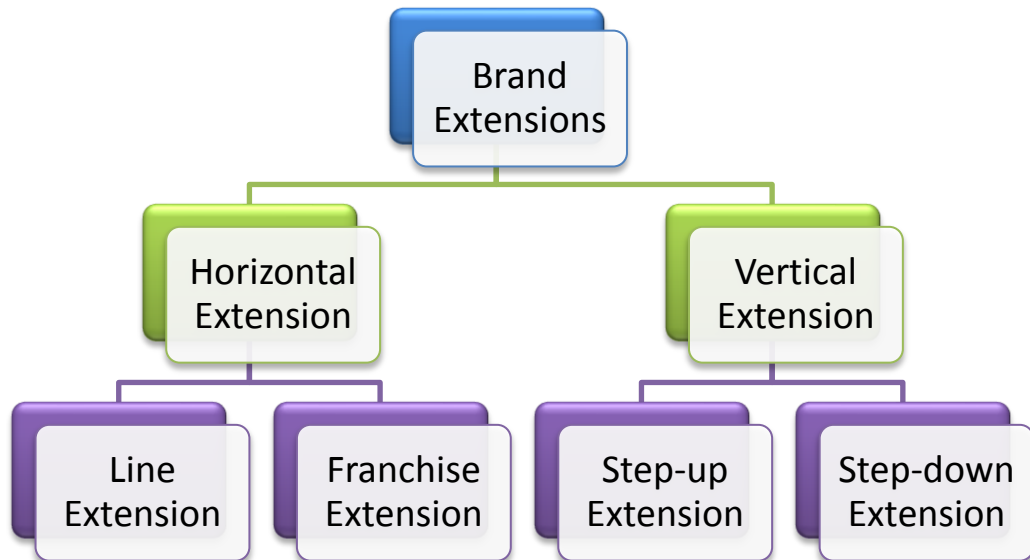 Brand
Extensions
Horizontal
Extension
Vertical
Extension
Line
Extension
Franchise
Extension
Step-up
Extension
Step-down
Extension